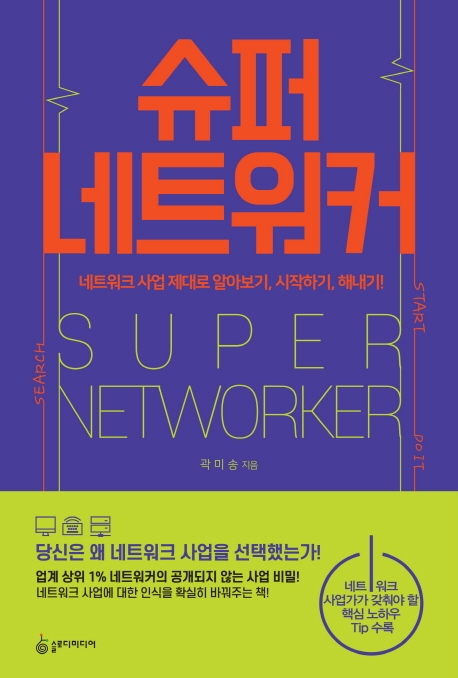 슈퍼
네트워커
네트워크 사업 제대로 알아보기, 시작하기, 해내기!
START
SUPER
SEARCH
NETWORKER
DO IT
곽미송 지음
당신은 왜 네트워크 사업을 선택했는가!
업계 상위 1% 네트워커의 공개되지 않는 사업 비밀!
네트워크 사업에 대한 인식을 확실히 바꿔주는 책!
네트워크
사업가가 갖춰야 할
핵심 노하우
Tip 수록
슬로디미디어